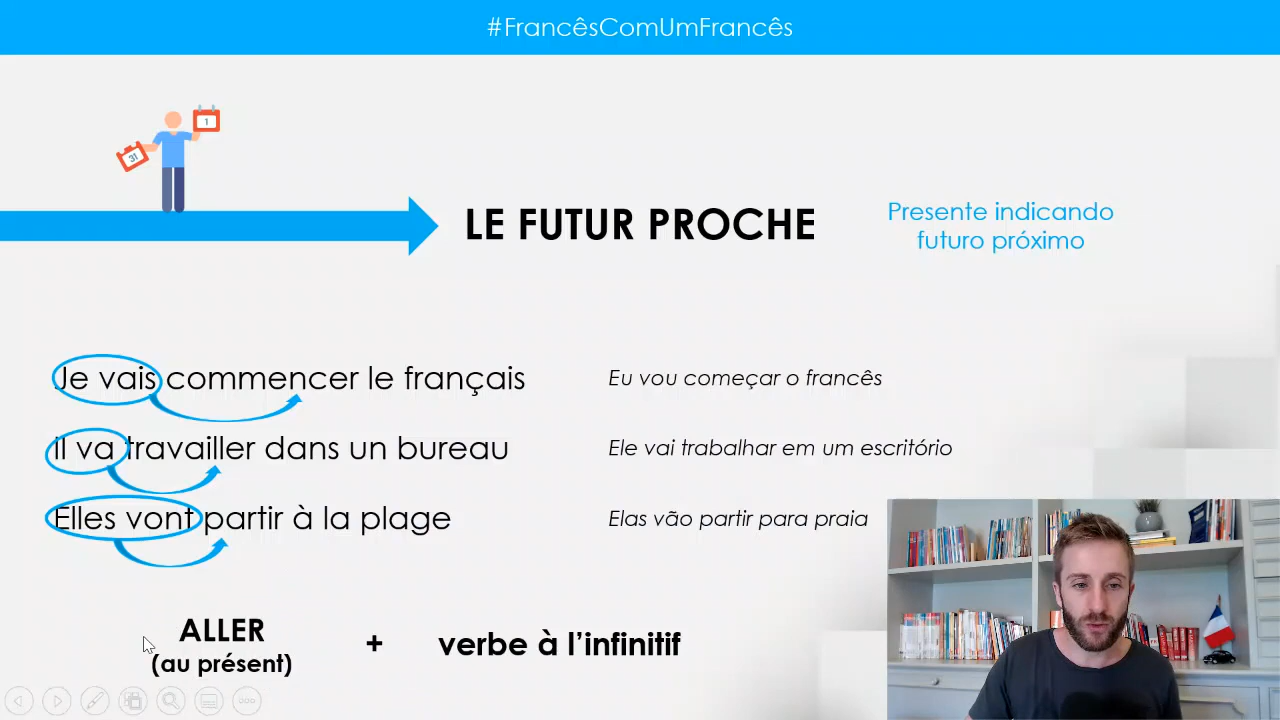 #FrancêsComUmFrancês
31
1
LE FUTUR PROCHE
Presente indicando
futuro próximo
Je vais commencer le français
Eu vou começar o francês
Il va travailler dans un bureau
Ele vai trabalhar em um escritório
Elles vont partir à la plage
Elas vão partir para praia
ALLER
(au présent)
+
verbe à l'infinitif